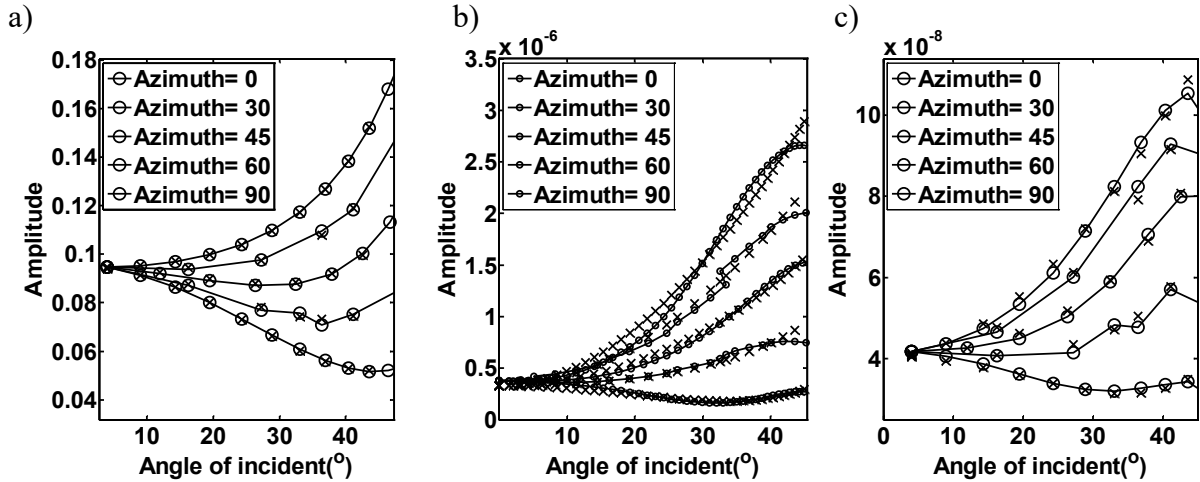 a)
0.18
0.16
0.14
0.12
0.1
0.08
0.06
0.04
Amplitude
Azimuth= 0
Azimuth= 30
Azimuth= 45
Azimuth= 60
Azimuth= 90
10 20 30 40
Angle of incident(o)
b)
x 10-6
3.5
3
2.5
2
1.5
1
0.5
0
Amplitude
Azimuth= 0
Azimuth= 30
Azimuth= 45
Azimuth= 60
Azimuth= 90
0 10 20 30 40
Angle of incident(o)
c)
x 10-8
10
8
6
4
Amplitude
Azimuth= 0
Azimuth= 30
Azimuth= 45
Azimuth= 60
Azimuth= 90
0 10 20 30 40
Angle of incident(o)